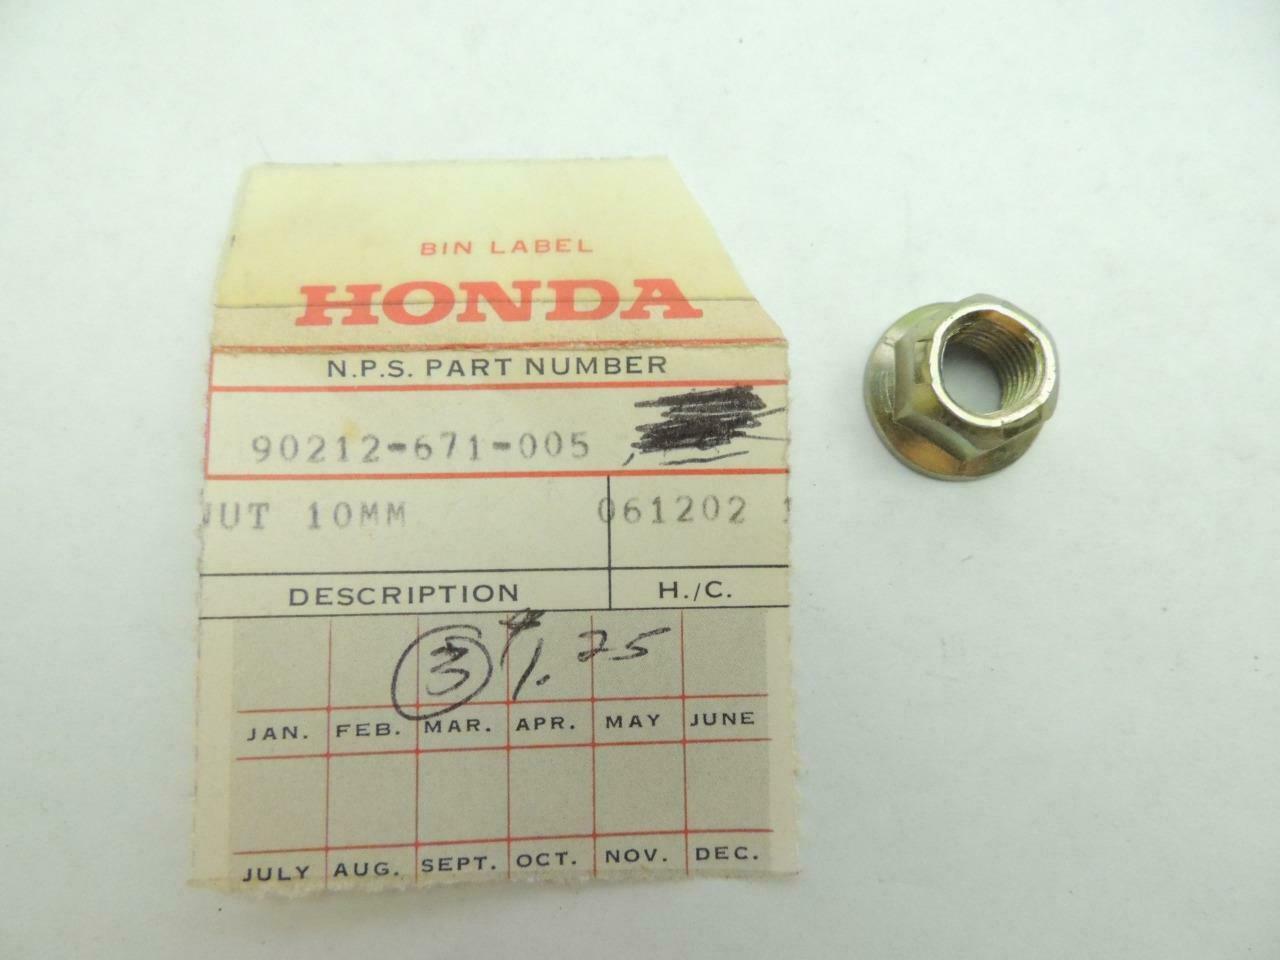 BIN LABEL
HONDA
N.P.S. PART NUMBER
90212-671-005
NUT 10MM 061202
DESCRIPTION H./C.
3 1.25
JAN. FEB. MAR. APR. MAY JUNE
JULY AUG. SEPT. OCT. NOV. DEC.